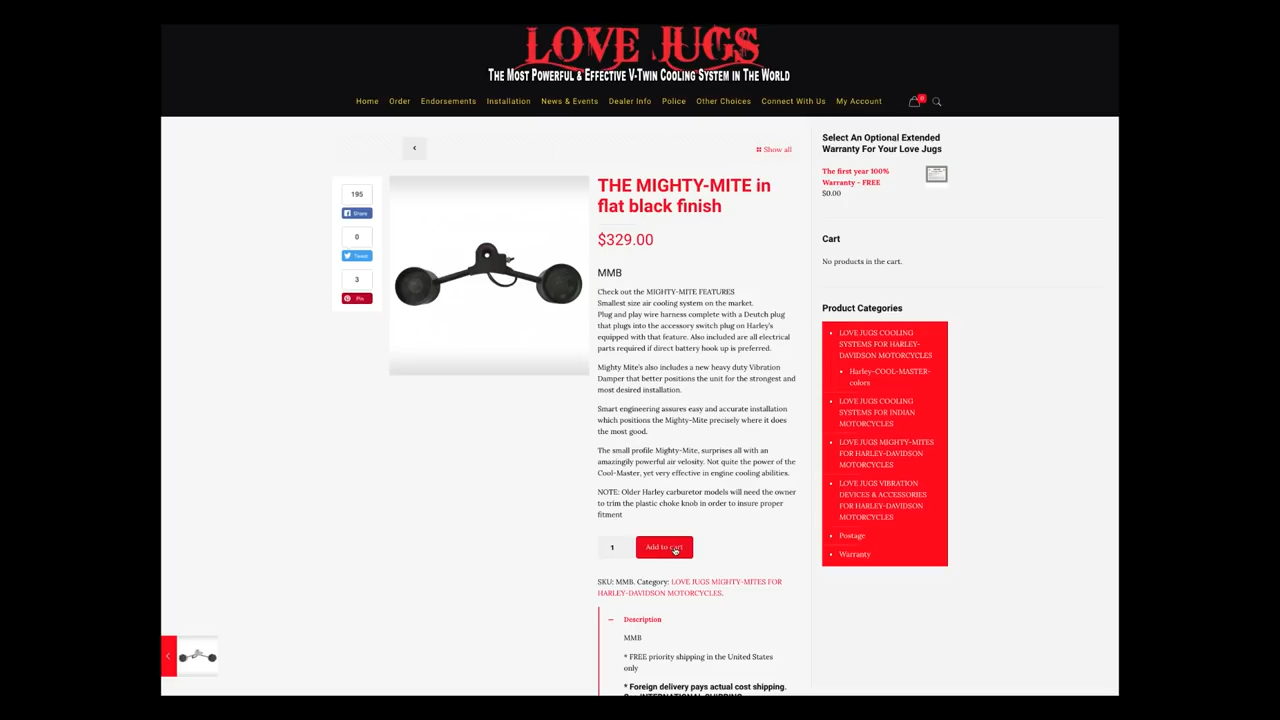 LOVE JUGS
THE MOST POWERFUL & EFFECTIVE V-TWIN COOLING SYSTEM IN THE WORLD
Home Order Endorsements Installation News & Events Dealer Info Police Other Choices Connect With Us My Account 0
Show all
195
Share
0
Tweet
3
Pin
THE MIGHTY-MITE in
flat black finish
$329.00
MMB
Check out the MIGHTY-MITE FEATURES
Smallest size air cooling system on the market.
Plug and play wire harness complete with a Deutch plug
that plugs into the accessory switch plug on Harley's
equipped with that feature. Also included are all electrical
parts required if direct battery hook up is preferred.
Mighty Mite's also includes a new heavy duty Vibration
Damper that better positions the unit for the strongest and
most desired installation.
Smart engineering assures easy and accurate installation
which positions the Mighty-Mite precisely where it does
the most good.
The small profile Mighty-Mite, surprises all with an
amazingily powerful air velosity. Not quite the power of the
Cool-Master, yet very effective in engine cooling abilities.
NOTE: Older Harley carburetor models will need the owner
to trim the plastic choke knob in order to insure proper
fitment
1 Add to cart
SKU: MMB. Category: LOVE JUGS MIGHTY-MITES FOR
HARLEY-DAVIDSON MOTORCYCLES.
Description
MMB
* FREE priority shipping in the United States
only
* Foreign delivery pays actual cost shipping.
Select An Optional Extended
Warranty For Your Love Jugs
The first year 100%
Warranty - FREE
$0.00
Cart
No products in the cart.
Product Categories
LOVE JUGS COOLING
SYSTEMS FOR HARLEY-
DAVIDSON MOTORCYCLES
Harley-COOL-MASTER-
colors
LOVE JUGS COOLING
SYSTEMS FOR INDIAN
MOTORCYCLES
LOVE JUGS MIGHTY-MITES
FOR HARLEY-DAVIDSON
MOTORCYCLES
LOVE JUGS VIBRATION
DEVICES & ACCESSORIES
FOR HARLEY-DAVIDSON
MOTORCYCLES
Postage
Warranty